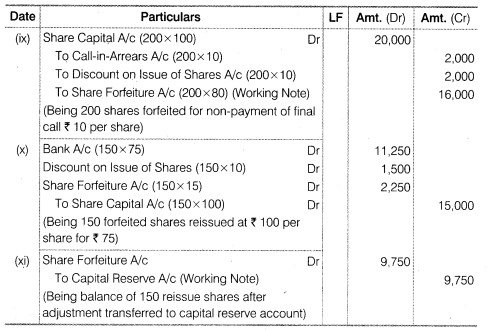 Date Particulars LF Amt. (Dr) Amt. (Cr)
(ix) Share Capital A/c (200×100) Dr 20,000
To Call-in-Arrears A/c (200×10) 2,000
To Discount on Issue of Shares A/c (200×10) 2,000
To Share Forfeiture A/c (200×80) (Working Note) 16,000
(Being 200 shares forfeited for non-payment of final
call ₹ 10 per share)
(x) Bank A/c (150×75) Dr 11,250
Discount on Issue of Shares (150×10) Dr 1,500
Share Forfeiture A/c (150×15) Dr 2,250
To Share Capital A/c (150×100) Dr 15,000
(Being 150 forfeited shares reissued at ₹ 100 per
share for ₹ 75)
(xi) Share Forfeiture A/c Dr 9,750
To Capital Reserve A/c (Working Note) 9,750
(Being balance of 150 reissue shares after
adjustment transferred to capital reserve account)